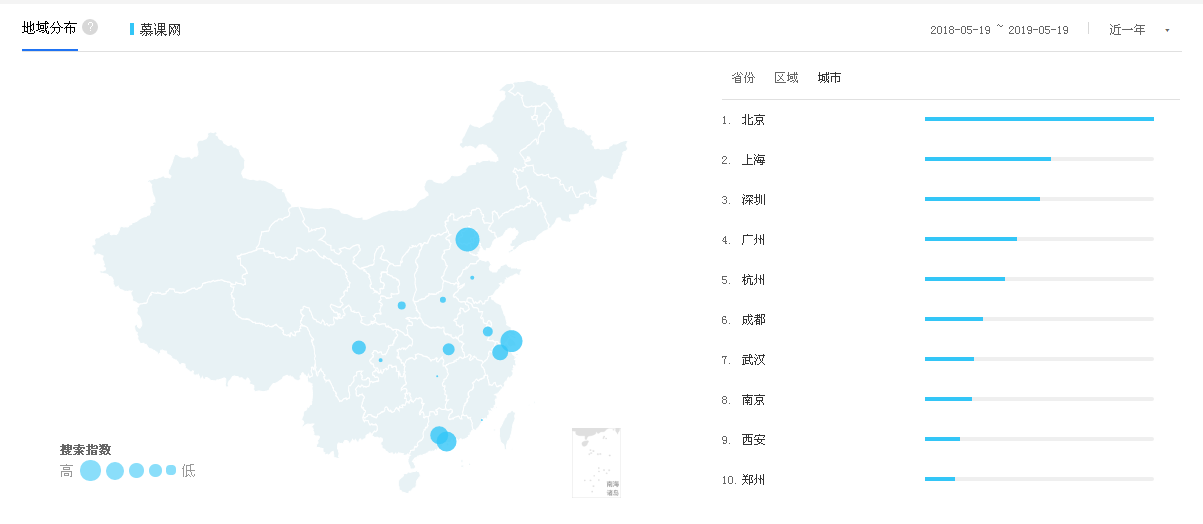 地域分布 ? 慕课网 2018-05-19 ~ 2019-05-19 近一年
省份 区域 城市
1. 北京
2. 上海
3. 深圳
4. 广州
5. 杭州
6. 成都
7. 武汉
8. 南京
9. 西安
10. 郑州
搜索指数
高 低
南海
诸岛